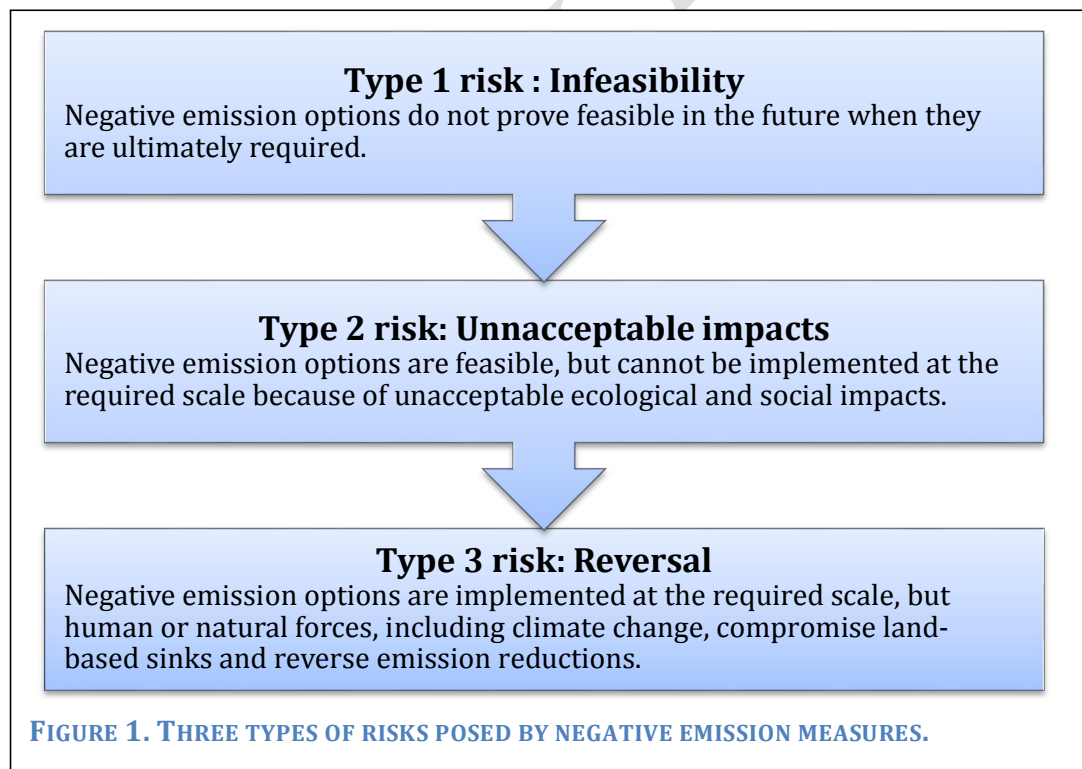 Type 1 risk : Infeasibility
Negative emission options do not prove feasible in the future when they
are ultimately required.
Type 2 risk: Unnacceptable impacts
Negative emission options are feasible, but cannot be implemented at the
required scale because of unacceptable ecological and social impacts.
Type 3 risk: Reversal
Negative emission options are implemented at the required scale, but
human or natural forces, including climate change, compromise land-
based sinks and reverse emission reductions.
FIGURE 1. THREE TYPES OF RISKS POSED BY NEGATIVE EMISSION MEASURES.